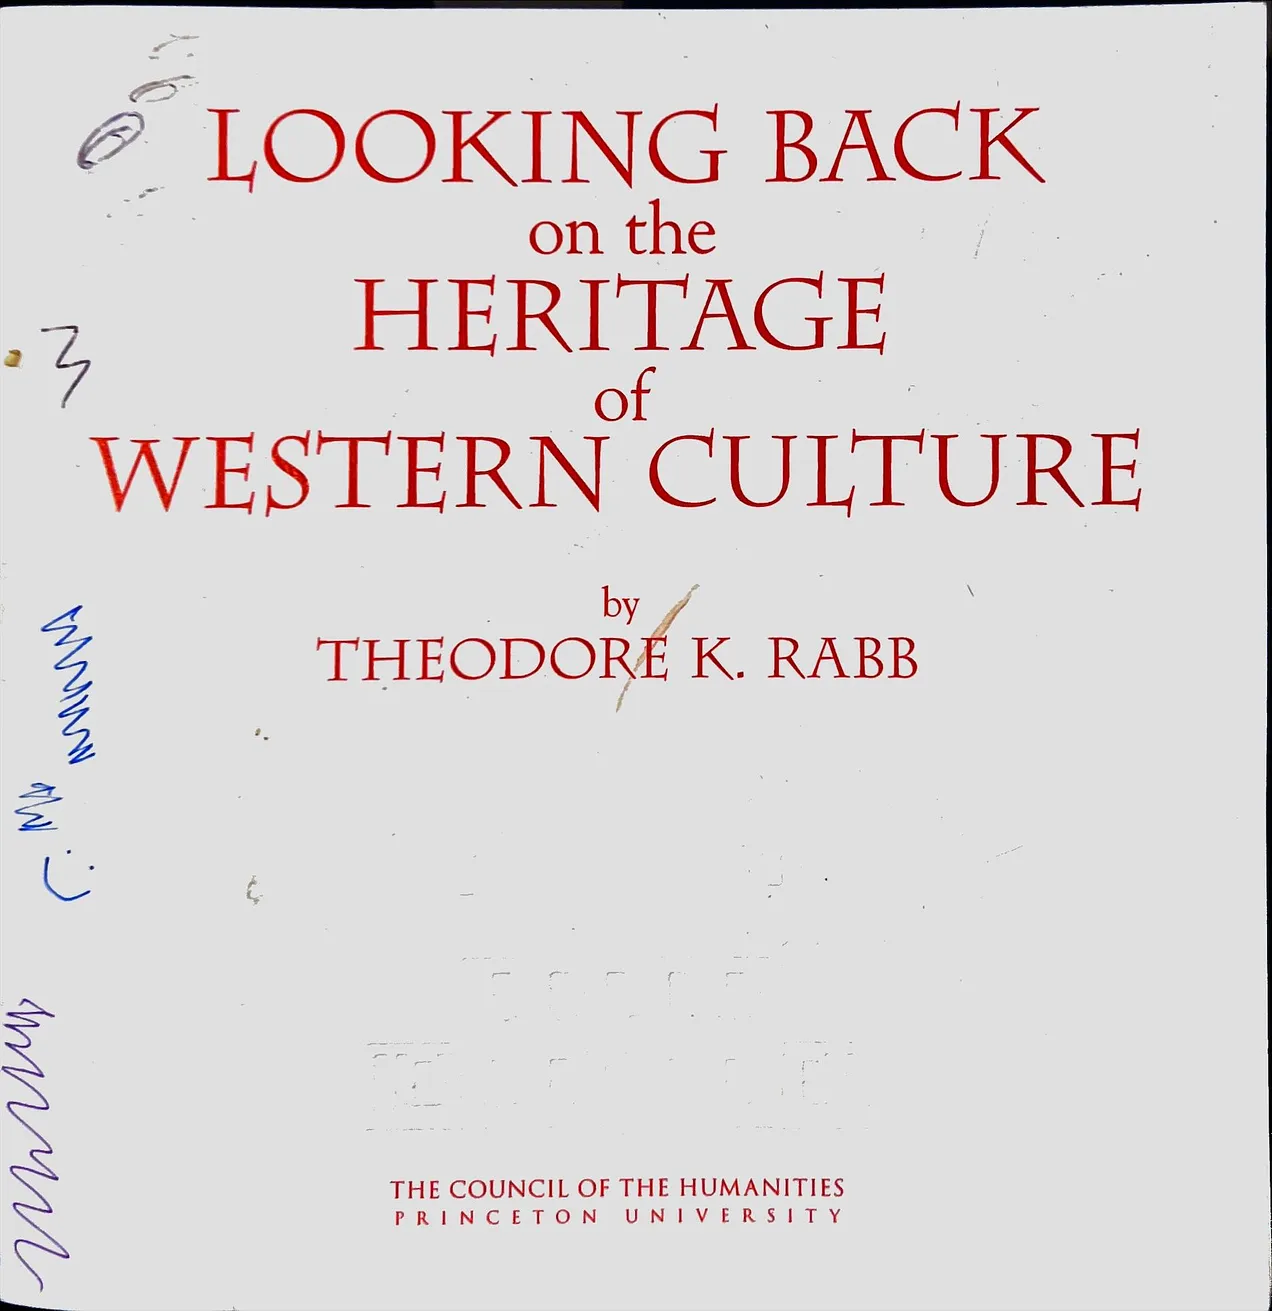 LOOKING BACK
on the
HERITAGE
of
WESTERN CULTURE
by
THEODORE K. RABB
THE COUNCIL OF THE HUMANITIES
PRINCETON UNIVERSITY